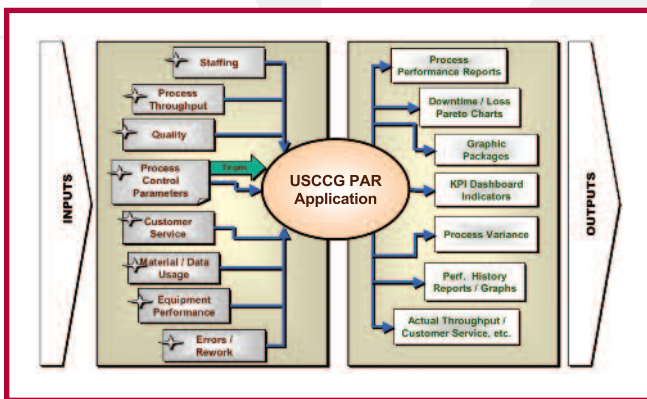 INPUTS
Staffing
Process
Throughput
Quality
Process
Control
Parameters
Targets
Customer
Service
Material / Data
Usage
Equipment
Performance
Errors /
Rework
USCCG PAR
Application
Process
Performance Reports
Downtime / Loss
Pareto Charts
Graphic
Packages
KPI Dashboard
Indicators
Process Variance
Perf. History
Reports / Graphs
Actual Throughput /
Customer Service, etc.
OUTPUTS